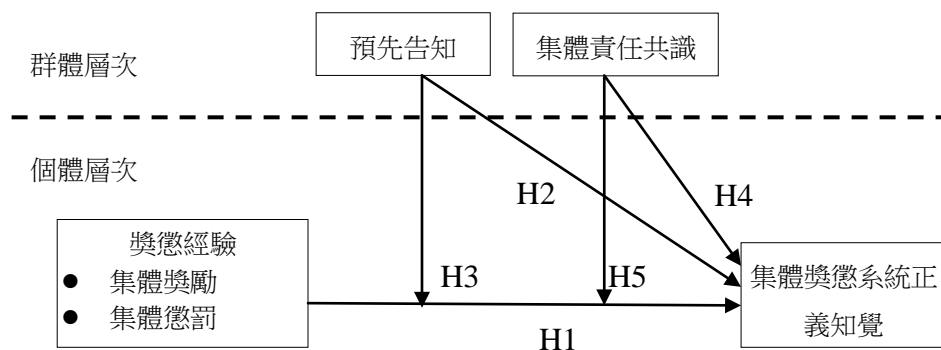 預先告知
集體責任共識
群體層次
個體層次
H2
H4
獎懲經驗
● 集體獎勵
● 集體懲罰
H3
H5
集體獎懲系統正
義知覺
H1